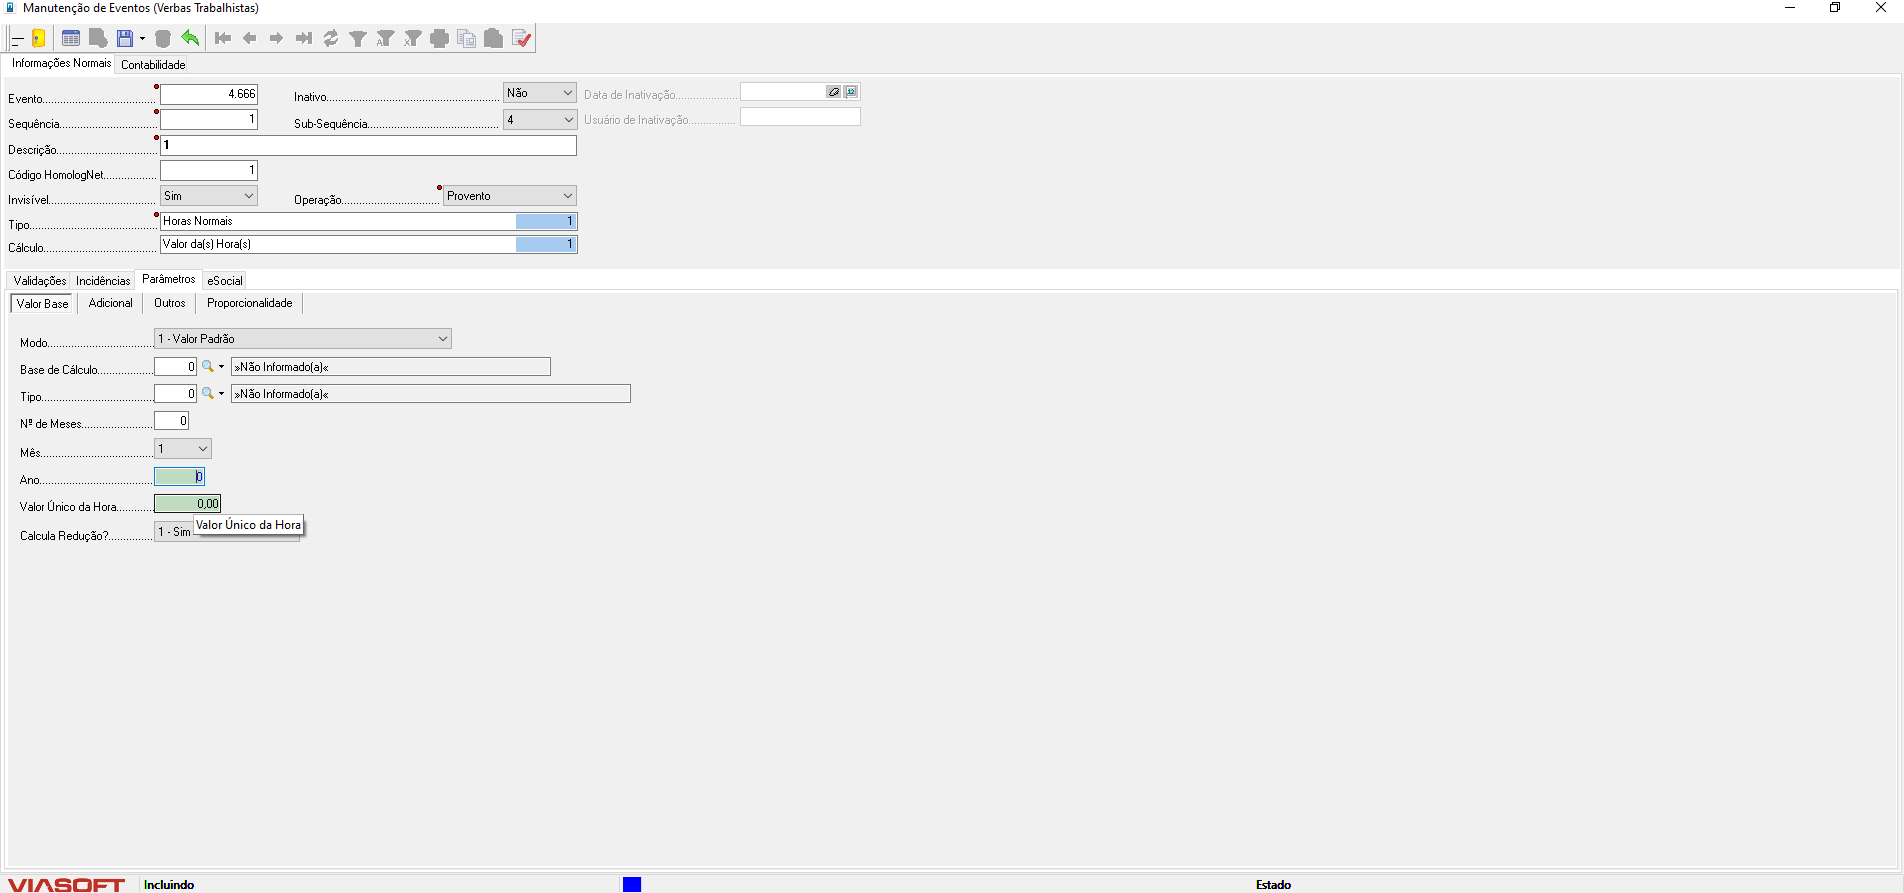 Manutenção de Eventos (Verbas Trabalhistas)
Informações Normais Contabilidade
Evento 4.666 Inativo Não Data de Inativação
Sequência 1 Sub-Sequência 4 Usuário de Inativação
Descrição 1
Código HomologNet 1
Invisível Sim Operação Provento
Tipo Horas Normais 1
Cálculo Valor da(s) Hora(s) 1
Validações Incidências Parâmetros eSocial
Valor Base Adicional Outros Proporcionalidade
Modo 1 - Valor Padrão
Base de Cálculo 0 »Não Informado(a)«
Tipo 0 »Não Informado(a)«
Nº de Meses 0
Mês 1
Ano 0
Valor Único da Hora 0,00
Valor Único da Hora
Calcula Redução? 1 - Sim
VIASOFT Incluindo Estado